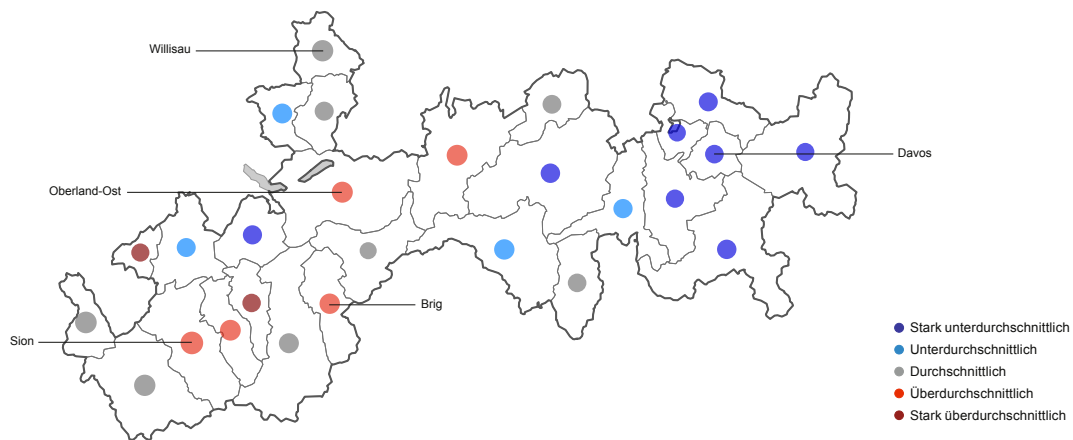 Willisau
Davos
Oberland-Ost
Brig
Sion
Stark unterdurchschnittlich
Unterdurchschnittlich
Durchschnittlich
Überdurchschnittlich
Stark überdurchschnittlich